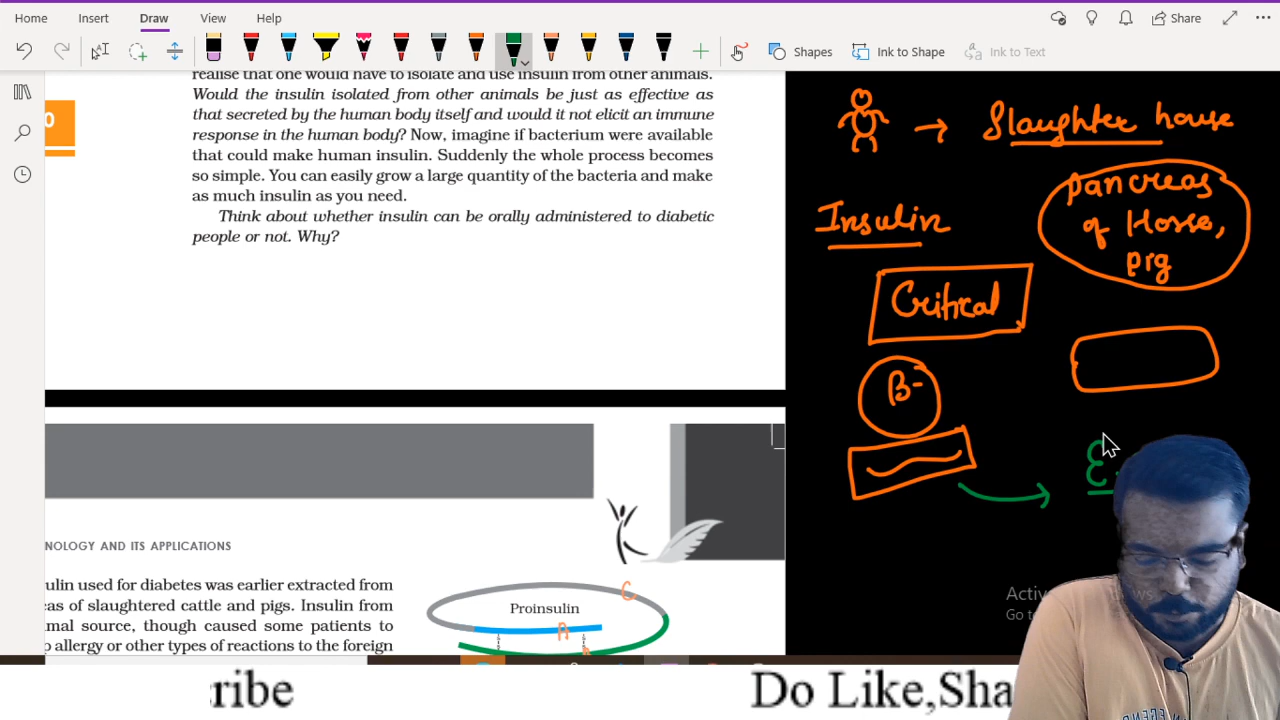 Home Insert Draw View Help
Share
Shapes Ink to Shape Ink to Text
realise that one would have to isolate and use insulin from other animals.
Would the insulin isolated from other animals be just as effective as
that secreted by the human body itself and would it not elicit an immune
response in the human body? Now, imagine if bacterium were available
that could make human insulin. Suddenly the whole process becomes
so simple. You can easily grow a large quantity of the bacteria and make
as much insulin as you need.
Think about whether insulin can be orally administered to diabetic
people or not. Why?
0
NOLOGY AND ITS APPLICATIONS
ulin used for diabetes was earlier extracted from
eas of slaughtered cattle and pigs. Insulin from
mal source, though caused some patients to
p allergy or other types of reactions to the foreign
Proinsulin
C
A
Slaughter house
Insulin
Pancreas
of Horse,
pig
Critical
B-
E.
Activ
Go to
ws
ribe
Do Like,Sha